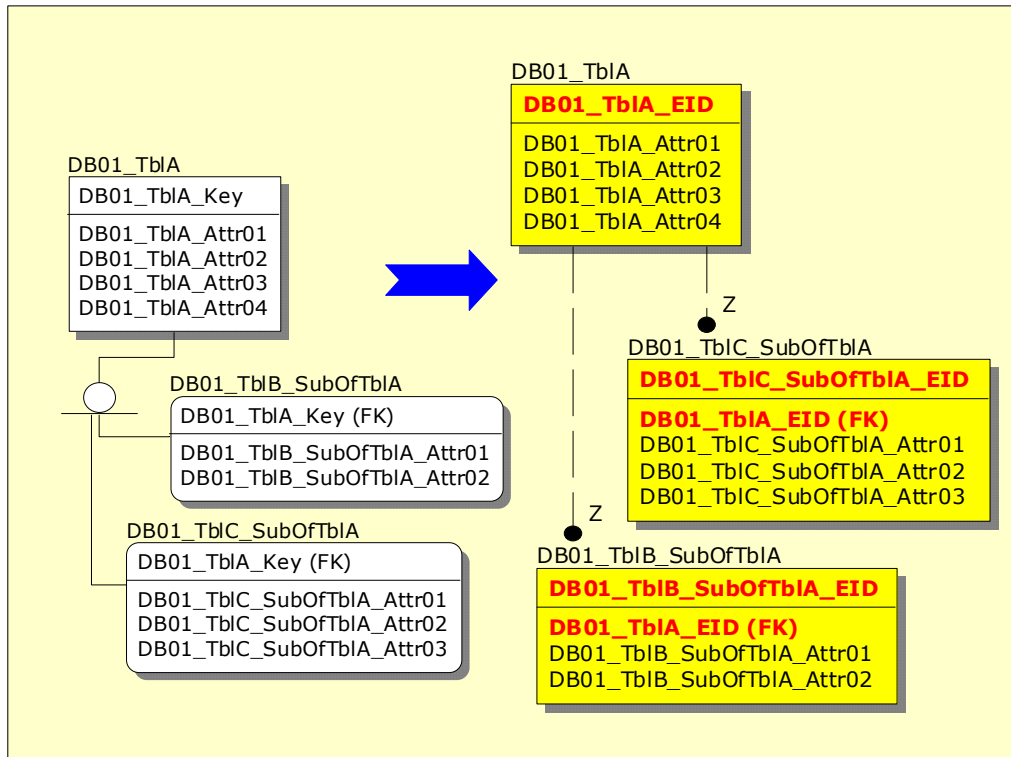 DB01_TblA
DB01_TblA_Key
DB01_TblA_Attr01
DB01_TblA_Attr02
DB01_TblA_Attr03
DB01_TblA_Attr04
DB01_TblB_SubOfTblA
DB01_TblA_Key (FK)
DB01_TblB_SubOfTblA_Attr01
DB01_TblB_SubOfTblA_Attr02
DB01_TblC_SubOfTblA
DB01_TblA_Key (FK)
DB01_TblC_SubOfTblA_Attr01
DB01_TblC_SubOfTblA_Attr02
DB01_TblC_SubOfTblA_Attr03
DB01_TblA
DB01_TblA_EID
DB01_TblA_Attr01
DB01_TblA_Attr02
DB01_TblA_Attr03
DB01_TblA_Attr04
Z
DB01_TblC_SubOfTblA
DB01_TblC_SubOfTblA_EID
DB01_TblA_EID (FK)
DB01_TblC_SubOfTblA_Attr01
DB01_TblC_SubOfTblA_Attr02
DB01_TblC_SubOfTblA_Attr03
Z
DB01_TblB_SubOfTblA
DB01_TblB_SubOfTblA_EID
DB01_TblA_EID (FK)
DB01_TblB_SubOfTblA_Attr01
DB01_TblB_SubOfTblA_Attr02